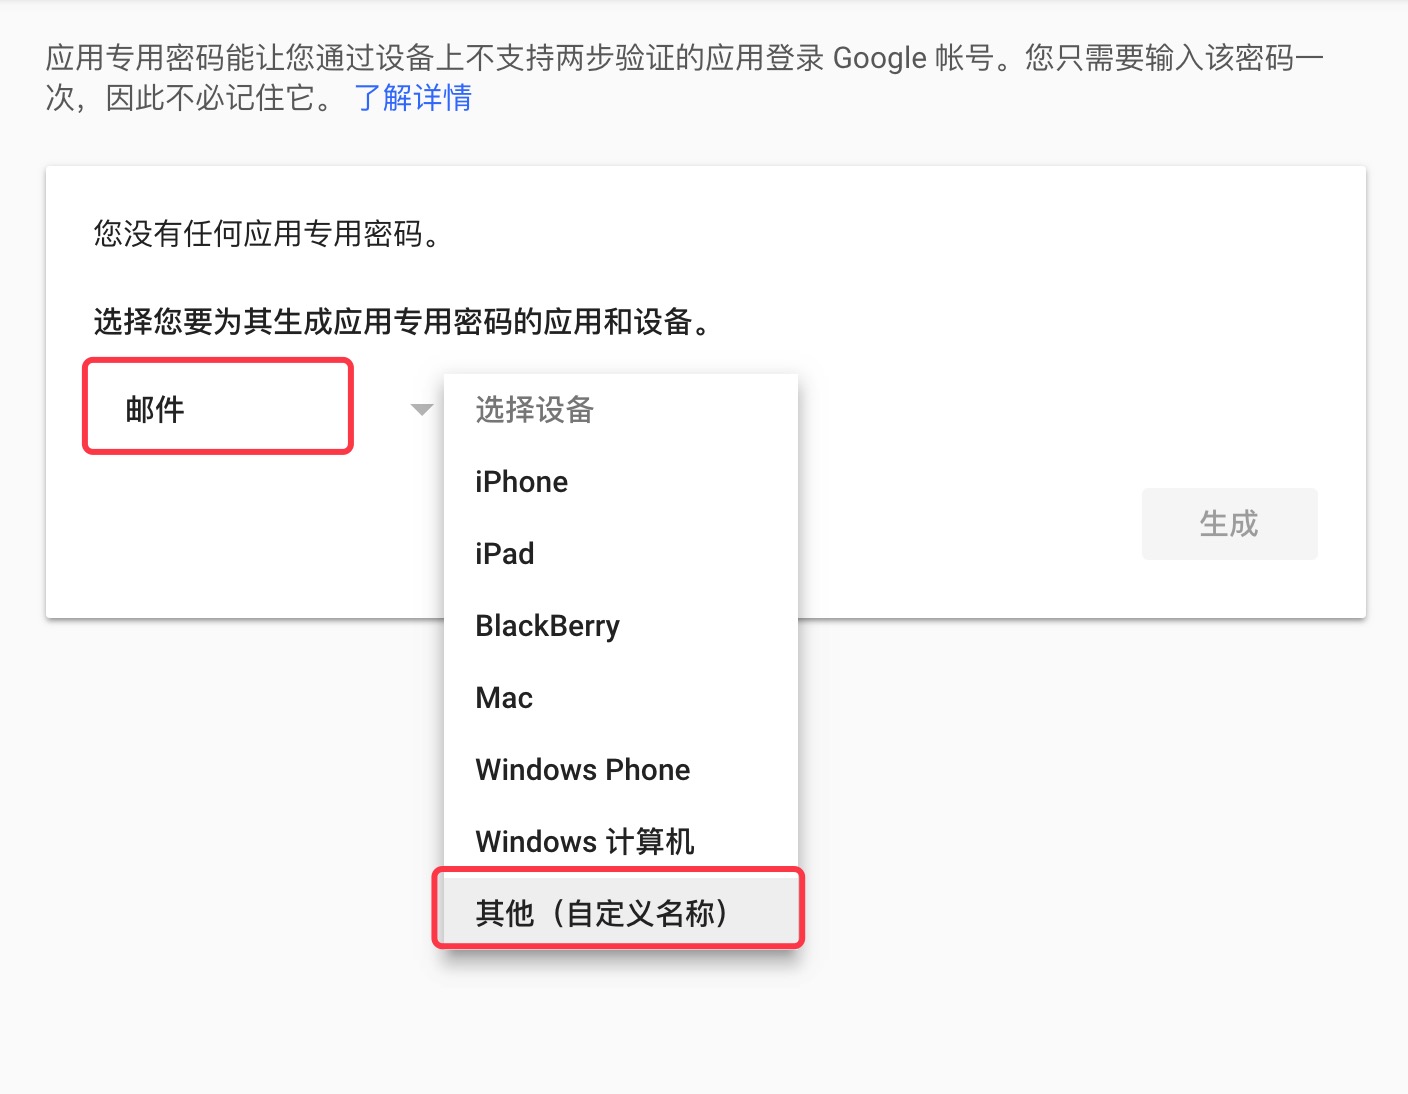 应用专用密码能让您通过设备上不支持两步验证的应用登录 Google 帐号。您只需要输入该密码一
次，因此不必记住它。 了解详情
您没有任何应用专用密码。
选择您要为其生成应用专用密码的应用和设备。
邮件
选择设备
iPhone
iPad
BlackBerry
Mac
Windows Phone
Windows 计算机
其他（自定义名称）
生成